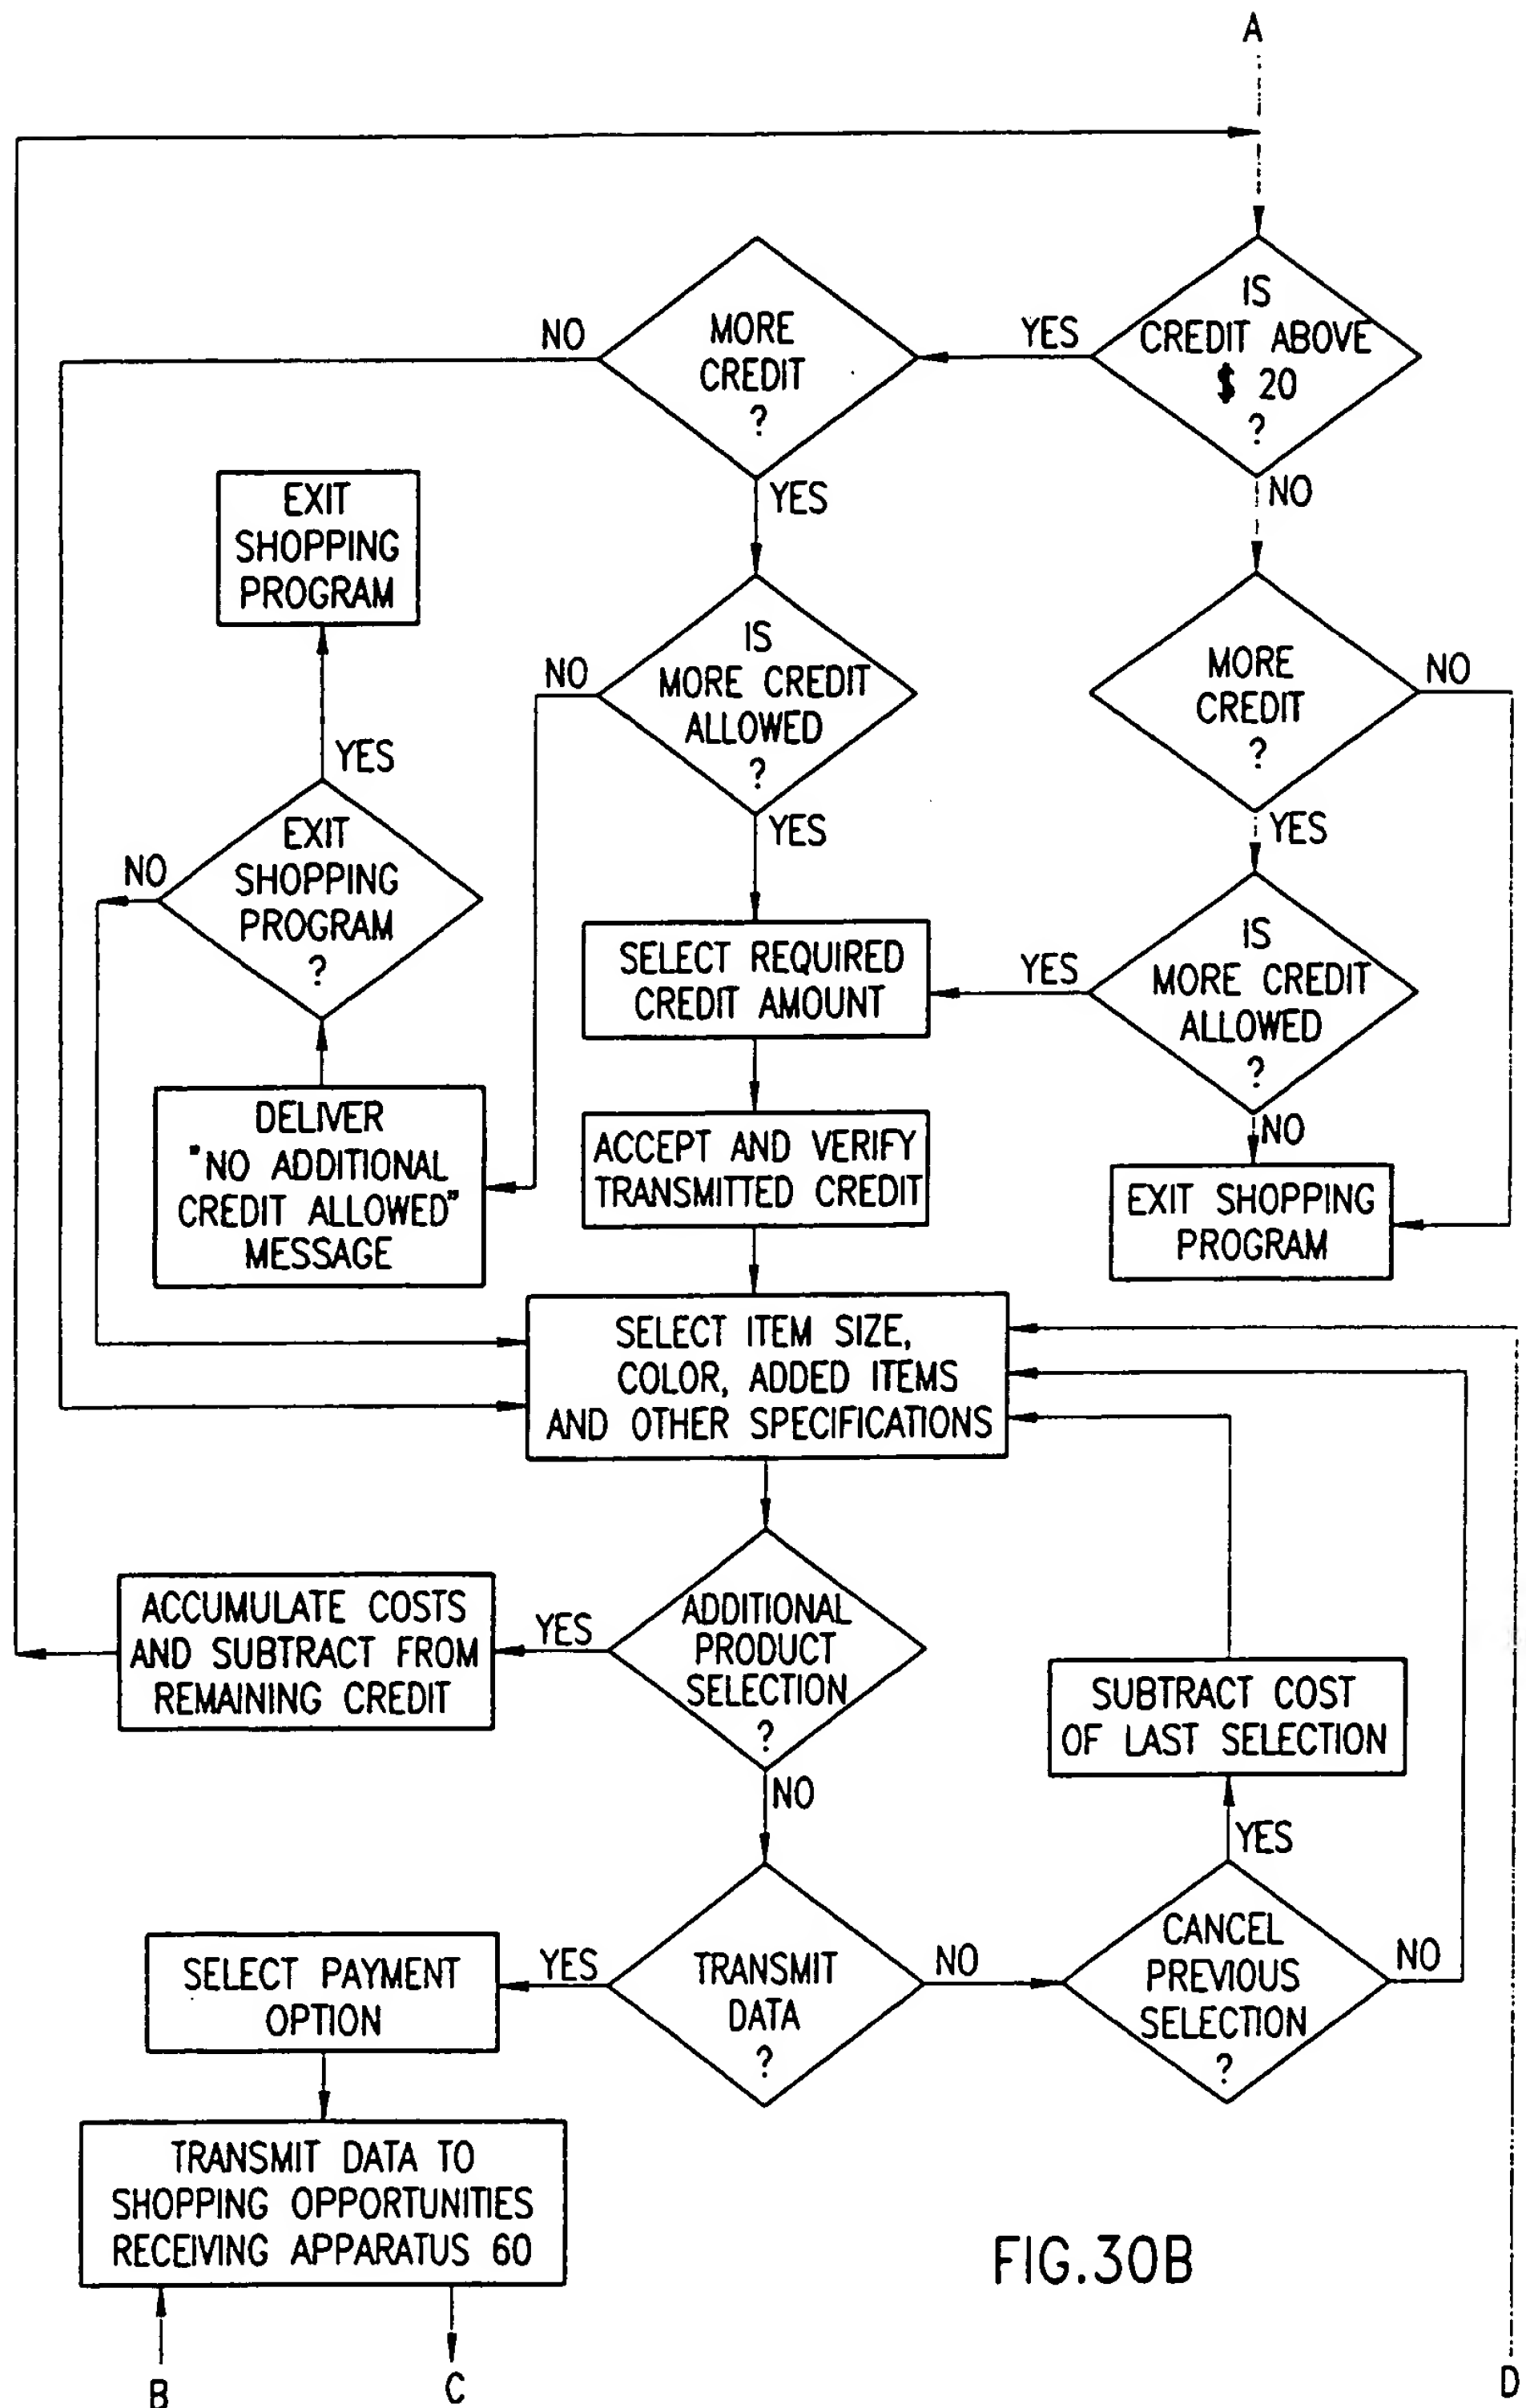 A
IS
CREDIT ABOVE
$ 20
?
YES
NO
MORE
CREDIT
?
NO
YES
EXIT
SHOPPING
PROGRAM
IS
MORE CREDIT
ALLOWED
?
NO
YES
MORE
CREDIT
?
NO
YES
YES
EXIT
SHOPPING
PROGRAM
?
NO
SELECT REQUIRED
CREDIT AMOUNT
YES
IS
MORE CREDIT
ALLOWED
?
NO
DELIVER
"NO ADDITIONAL
CREDIT ALLOWED"
MESSAGE
ACCEPT AND VERIFY
TRANSMITTED CREDIT
EXIT SHOPPING
PROGRAM
SELECT ITEM SIZE,
COLOR, ADDED ITEMS
AND OTHER SPECIFICATIONS
ACCUMULATE COSTS
AND SUBTRACT FROM
REMAINING CREDIT
YES
ADDITIONAL
PRODUCT
SELECTION
?
NO
SUBTRACT COST
OF LAST SELECTION
YES
SELECT PAYMENT
OPTION
YES
TRANSMIT
DATA
?
NO
CANCEL
PREVIOUS
SELECTION
?
NO
TRANSMIT DATA TO
SHOPPING OPPORTUNITIES
RECEIVING APPARATUS 60
FIG.30B
B
C
D